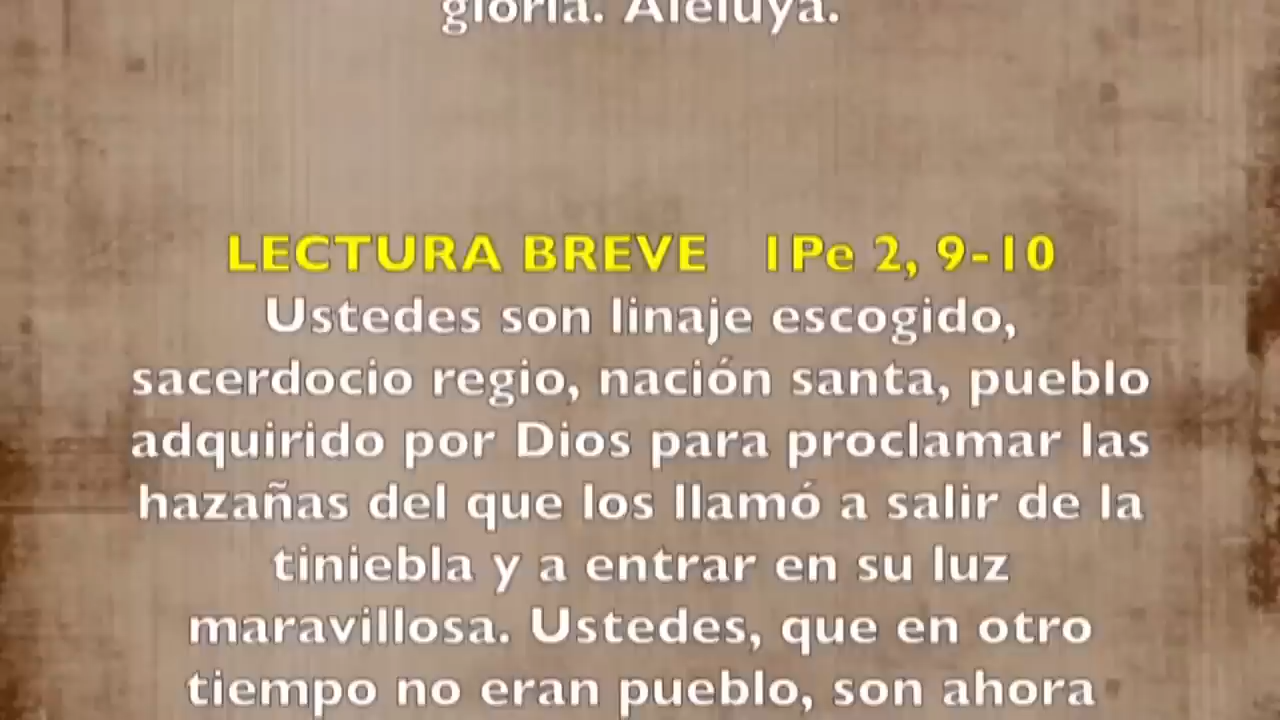 gloria. Aleluya.
LECTURA BREVE 1Pe 2, 9-10
Ustedes son linaje escogido,
sacerdocio regio, nación santa, pueblo
adquirido por Dios para proclamar las
hazañas del que los llamó a salir de la
tiniebla y a entrar en su luz
maravillosa. Ustedes, que en otro
tiempo no eran pueblo, son ahora